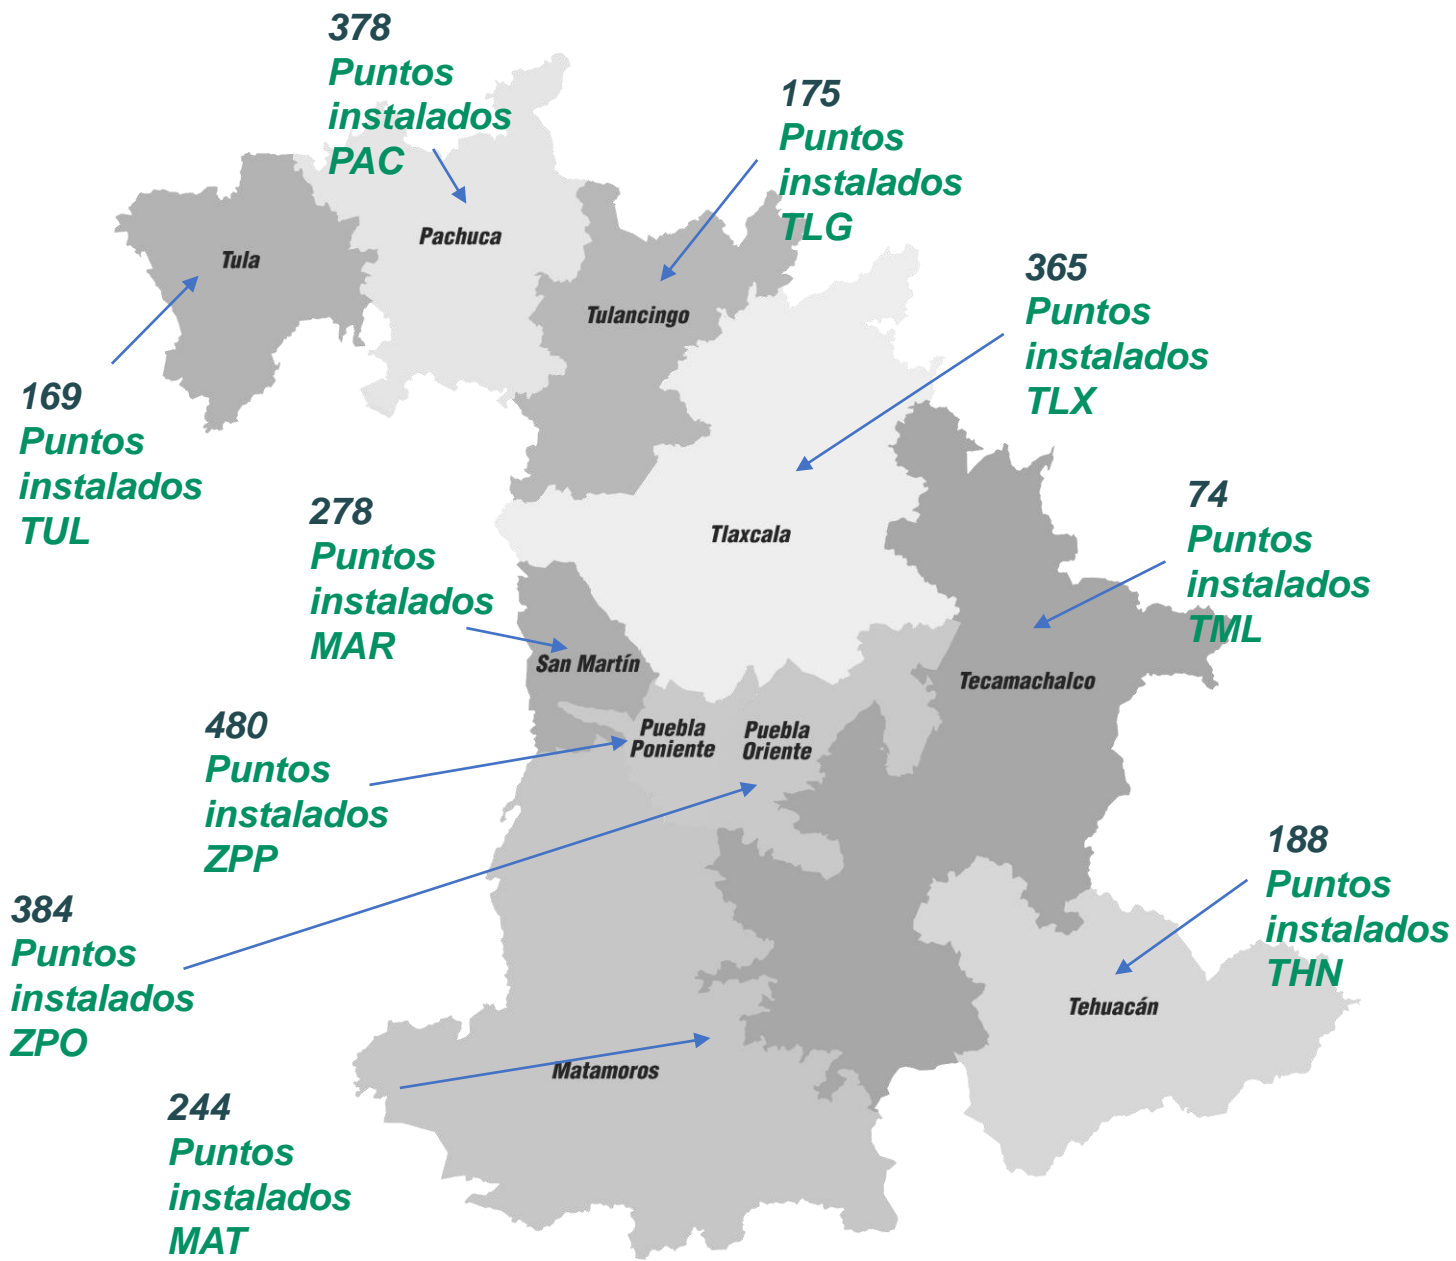 378
Puntos
instalados
PAC
175
Puntos
instalados
TLG
Pachuca
Tula
365
Puntos
instalados
TLX
Tulancingo
169
Puntos
instalados
TUL
278
Puntos
instalados
MAR
74
Puntos
instalados
TML
Tlaxcala
San Martín
Tecamachalco
480
Puntos
instalados
ZPP
Puebla
Poniente
Puebla
Oriente
188
Puntos
instalados
THN
384
Puntos
instalados
ZPO
Tehuacán
Matamoros
244
Puntos
instalados
MAT